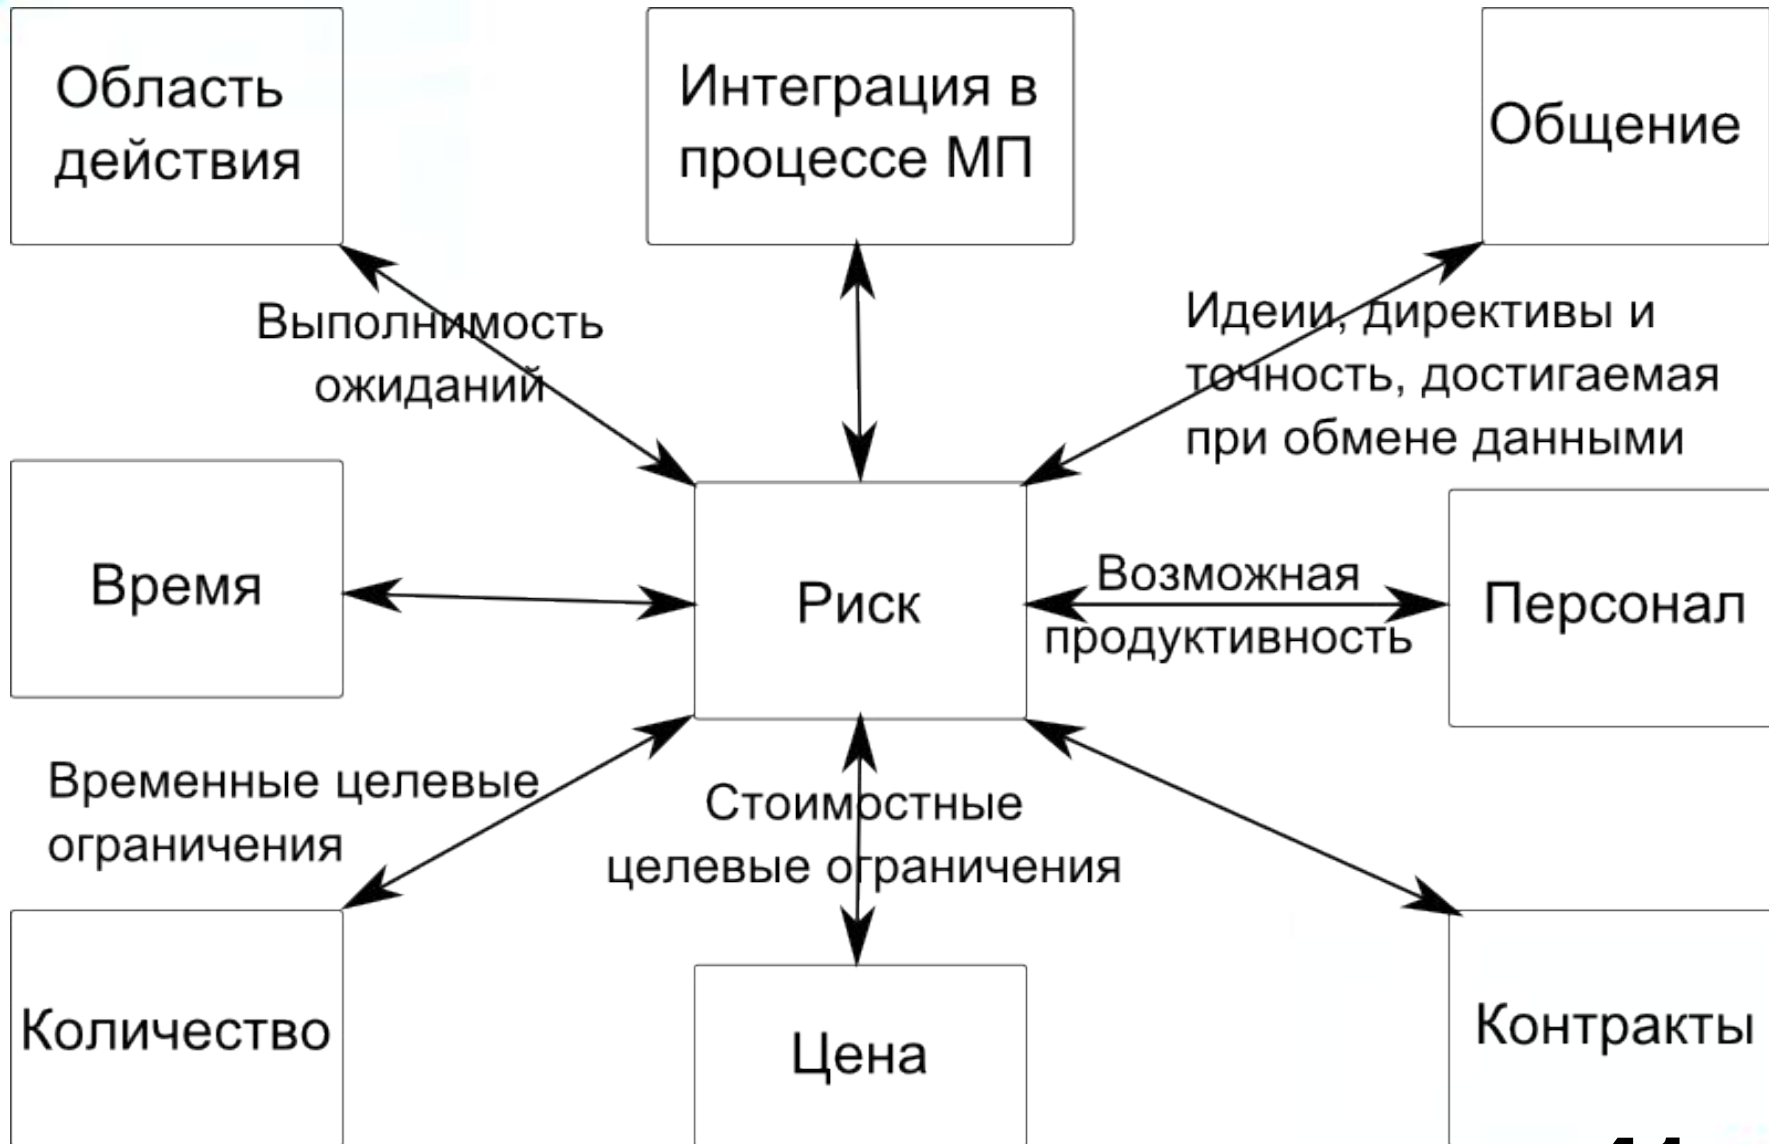 Область
действия
Интеграция в
процессе МП
Общение
Выполнимость
ожиданий
Идеии, директивы и
точность, достигаемая
при обмене данными
Время
Риск
Возможная
продуктивность
Персонал
Временные целевые
ограничения
Стоимостные
целевые ограничения
Количество
Цена
Контракты